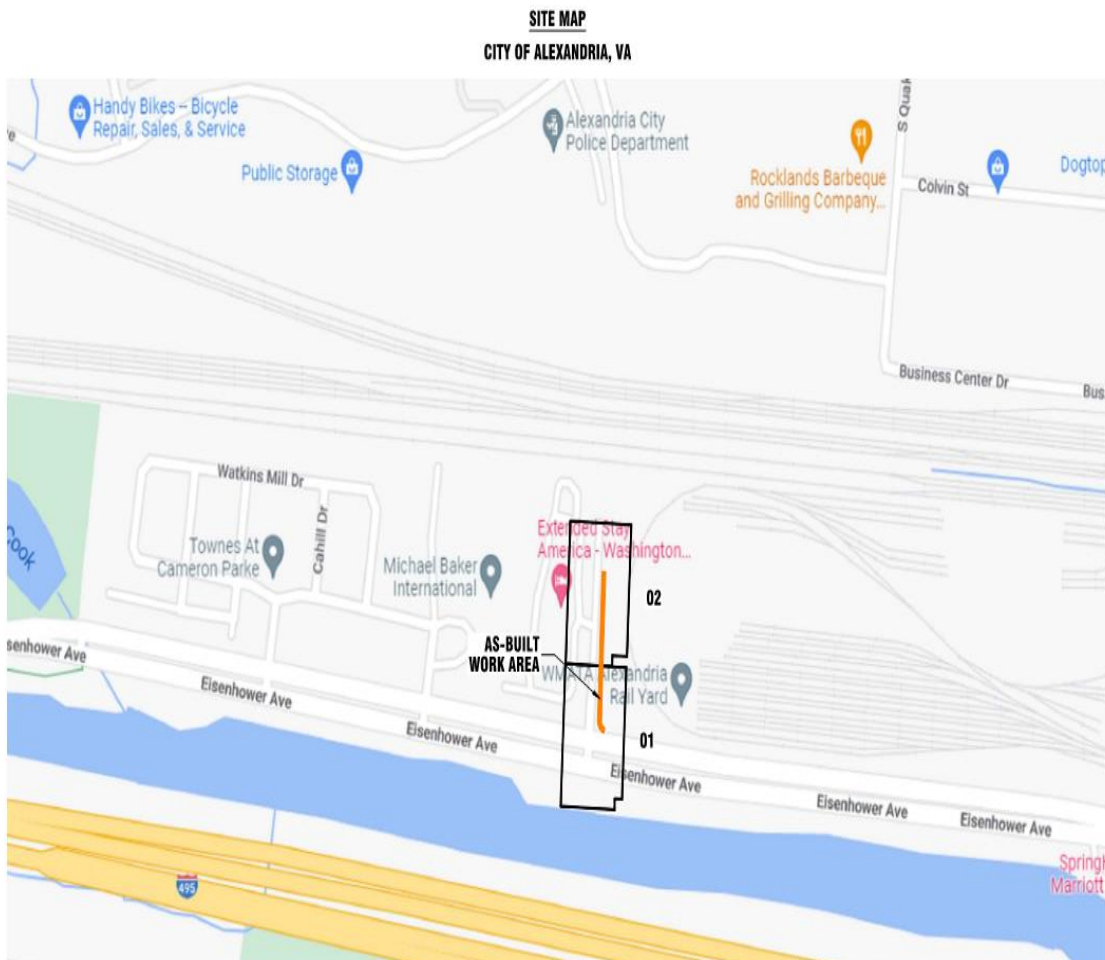 SITE MAP
CITY OF ALEXANDRIA, VA
Handy Bikes – Bicycle
Repair, Sales, & Service
Alexandria City
Police Department
S Quak
Public Storage
Rocklands Barbeque
and Grilling Company...
Colvin St
Dogtop
Business Center Dr
Bus
Watkins Mill Dr
Cahill Dr
Townes At
Cameron Parke
Michael Baker
International
Extended Stay
America - Washington...
Cook
02
AS-BUILT
WORK AREA
WMATA Alexandria
Rail Yard
senhower Ave
Eisenhower Ave
Eisenhower Ave
01
Eisenhower Ave
Eisenhower Ave
Eisenhower Ave
Springh
Marriott
495